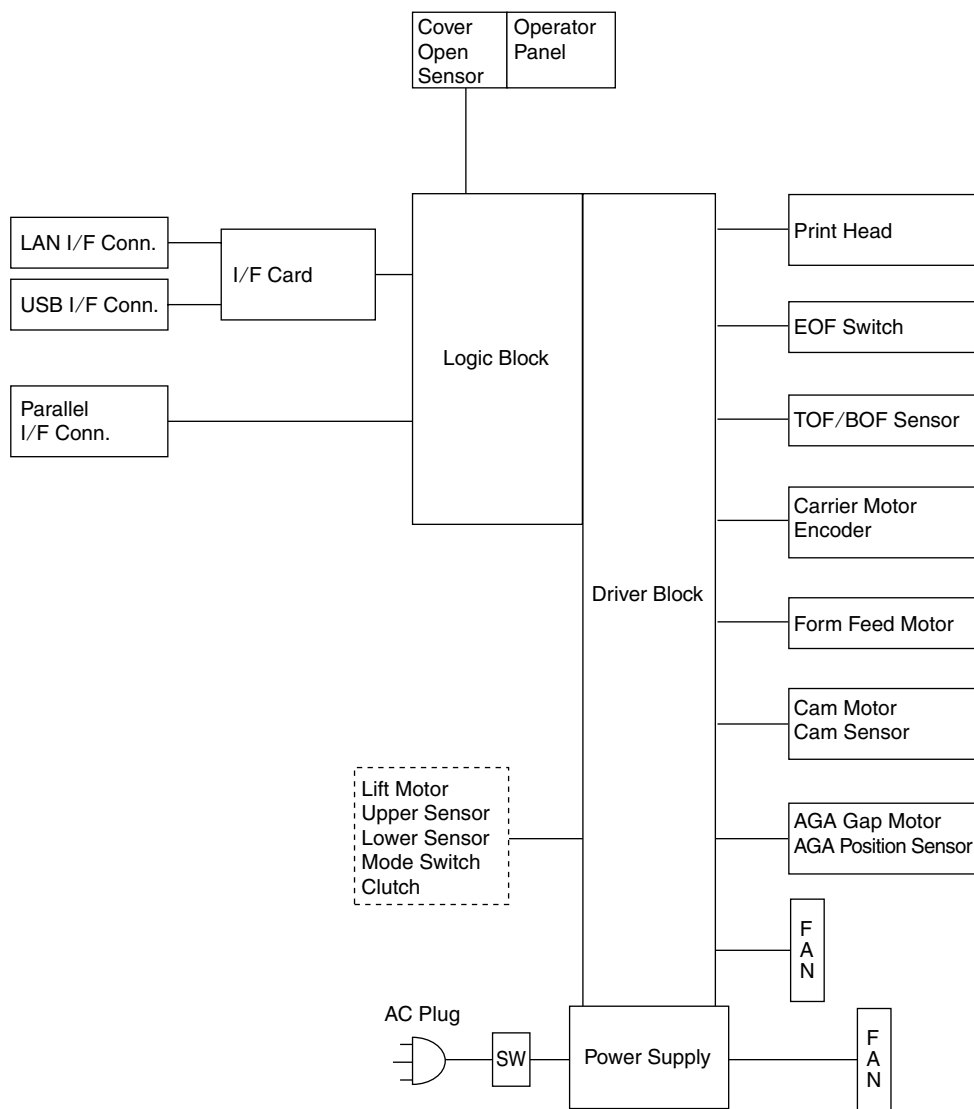 Cover
Open
Sensor
Operator
Panel
LAN I/F Conn.
USB I/F Conn.
I/F Card
Parallel
I/F Conn.
Logic Block
Driver Block
Print Head
EOF Switch
TOF/BOF Sensor
Carrier Motor
Encoder
Form Feed Motor
Cam Motor
Cam Sensor
Lift Motor
Upper Sensor
Lower Sensor
Mode Switch
Clutch
AGA Gap Motor
AGA Position Sensor
FAN
AC Plug
SW
Power Supply
FAN